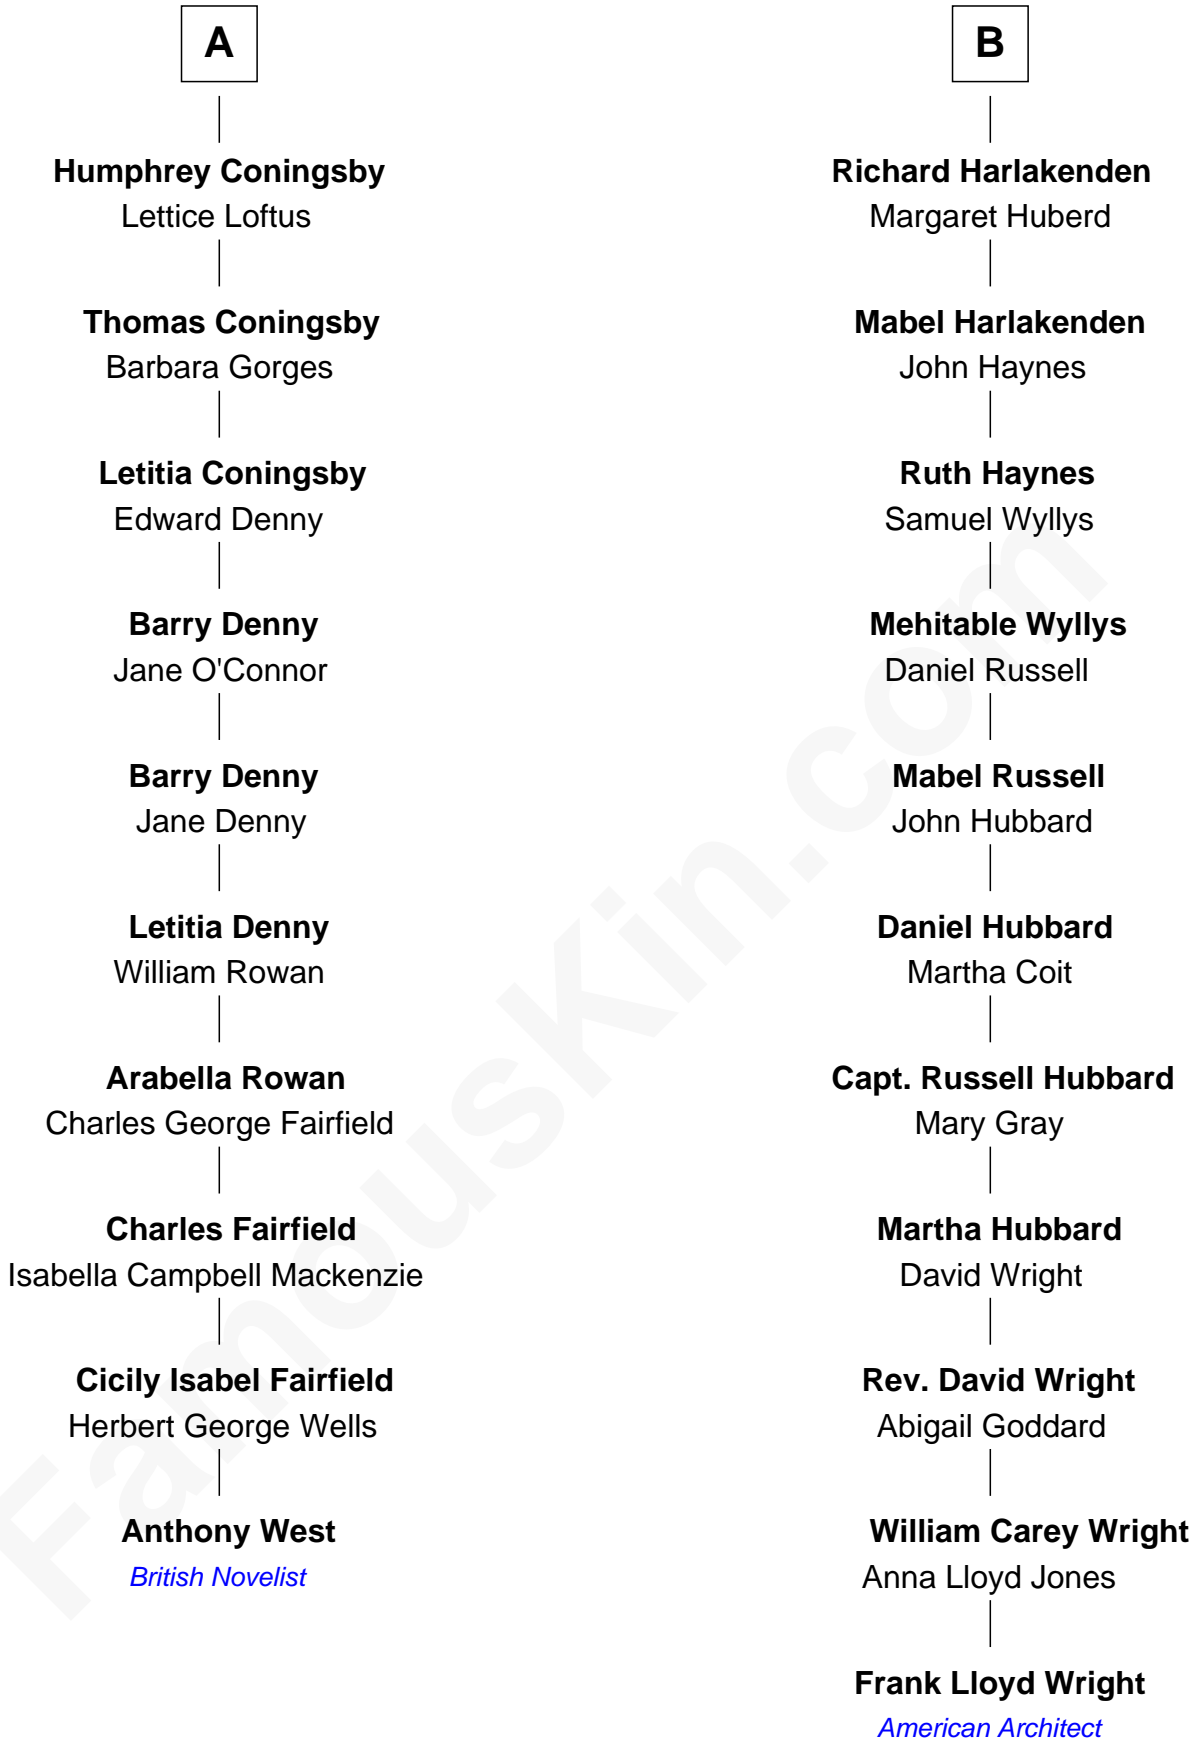 A
Humphrey Coningsby
Lettice Loftus
Thomas Coningsby
Barbara Gorges
Letitia Coningsby
Edward Denny
Barry Denny
Jane O'Connor
Barry Denny
Jane Denny
Letitia Denny
William Rowan
Arabella Rowan
Charles George Fairfield
Charles Fairfield
Isabella Campbell Mackenzie
Cicily Isabel Fairfield
Herbert George Wells
Anthony West
British Novelist
B
Richard Harlakenden
Margaret Huberd
Mabel Harlakenden
John Haynes
Ruth Haynes
Samuel Wyllys
Mehitable Wyllys
Daniel Russell
Mabel Russell
John Hubbard
Daniel Hubbard
Martha Coit
Capt. Russell Hubbard
Mary Gray
Martha Hubbard
David Wright
Rev. David Wright
Abigail Goddard
William Carey Wright
Anna Lloyd Jones
Frank Lloyd Wright
American Architect
FamousKin.com